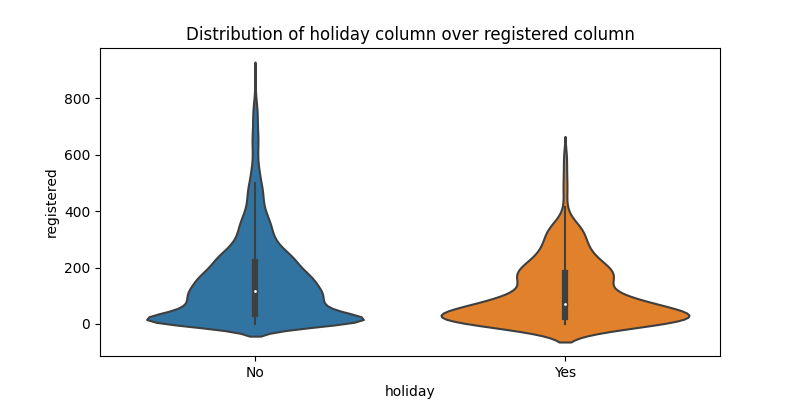 Distribution of holiday column over registered column
800
600
400
200
0
registered
No
Yes
holiday